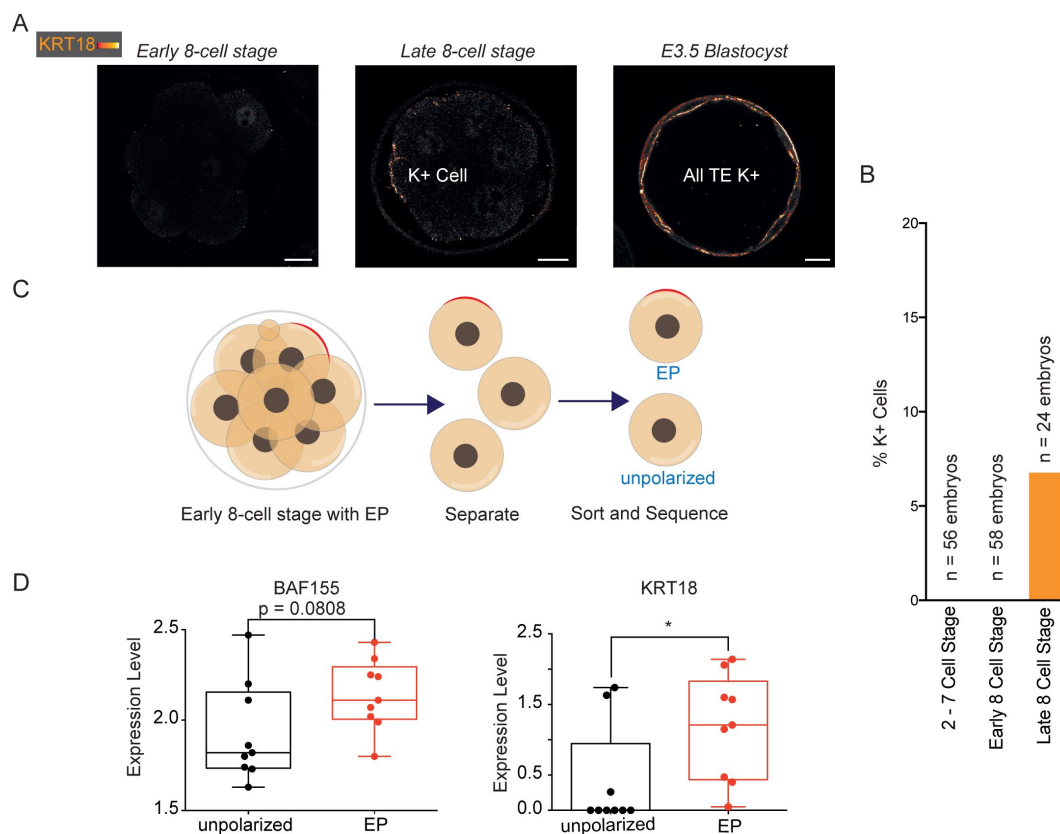 A
KRT18
Early 8-cell stage
Late 8-cell stage
E3.5 Blastocyst
K+ Cell
All TE K+
B
% K+ Cells
20
15
10
5
0
n = 56 embryos
n = 58 embryos
n = 24 embryos
2 - 7 Cell Stage
Early 8 Cell Stage
Late 8 Cell Stage
C
EP
unpolarized
Early 8-cell stage with EP
Separate
Sort and Sequence
D
BAF155
p = 0.0808
Expression Level
2.5
2.0
1.5
unpolarized
EP
KRT18
*
Expression Level
2.5
1.5
0.5
0.0
unpolarized
EP